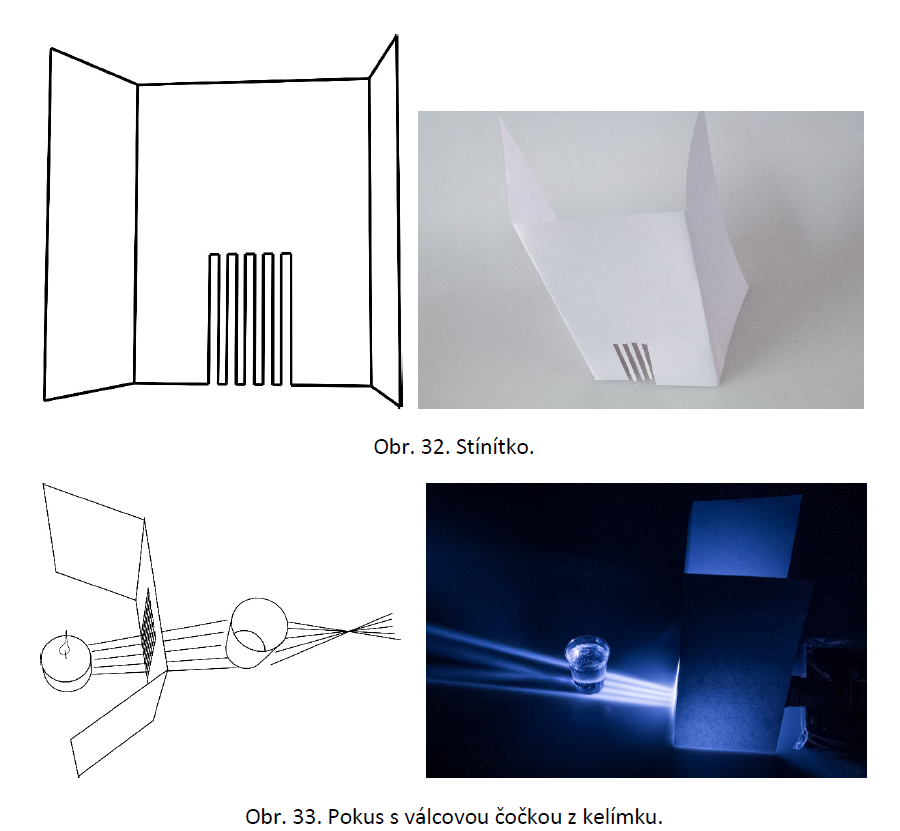 Obr. 32. Stínítko.
Obr. 33. Pokus s válcovou čočkou z kelímku.